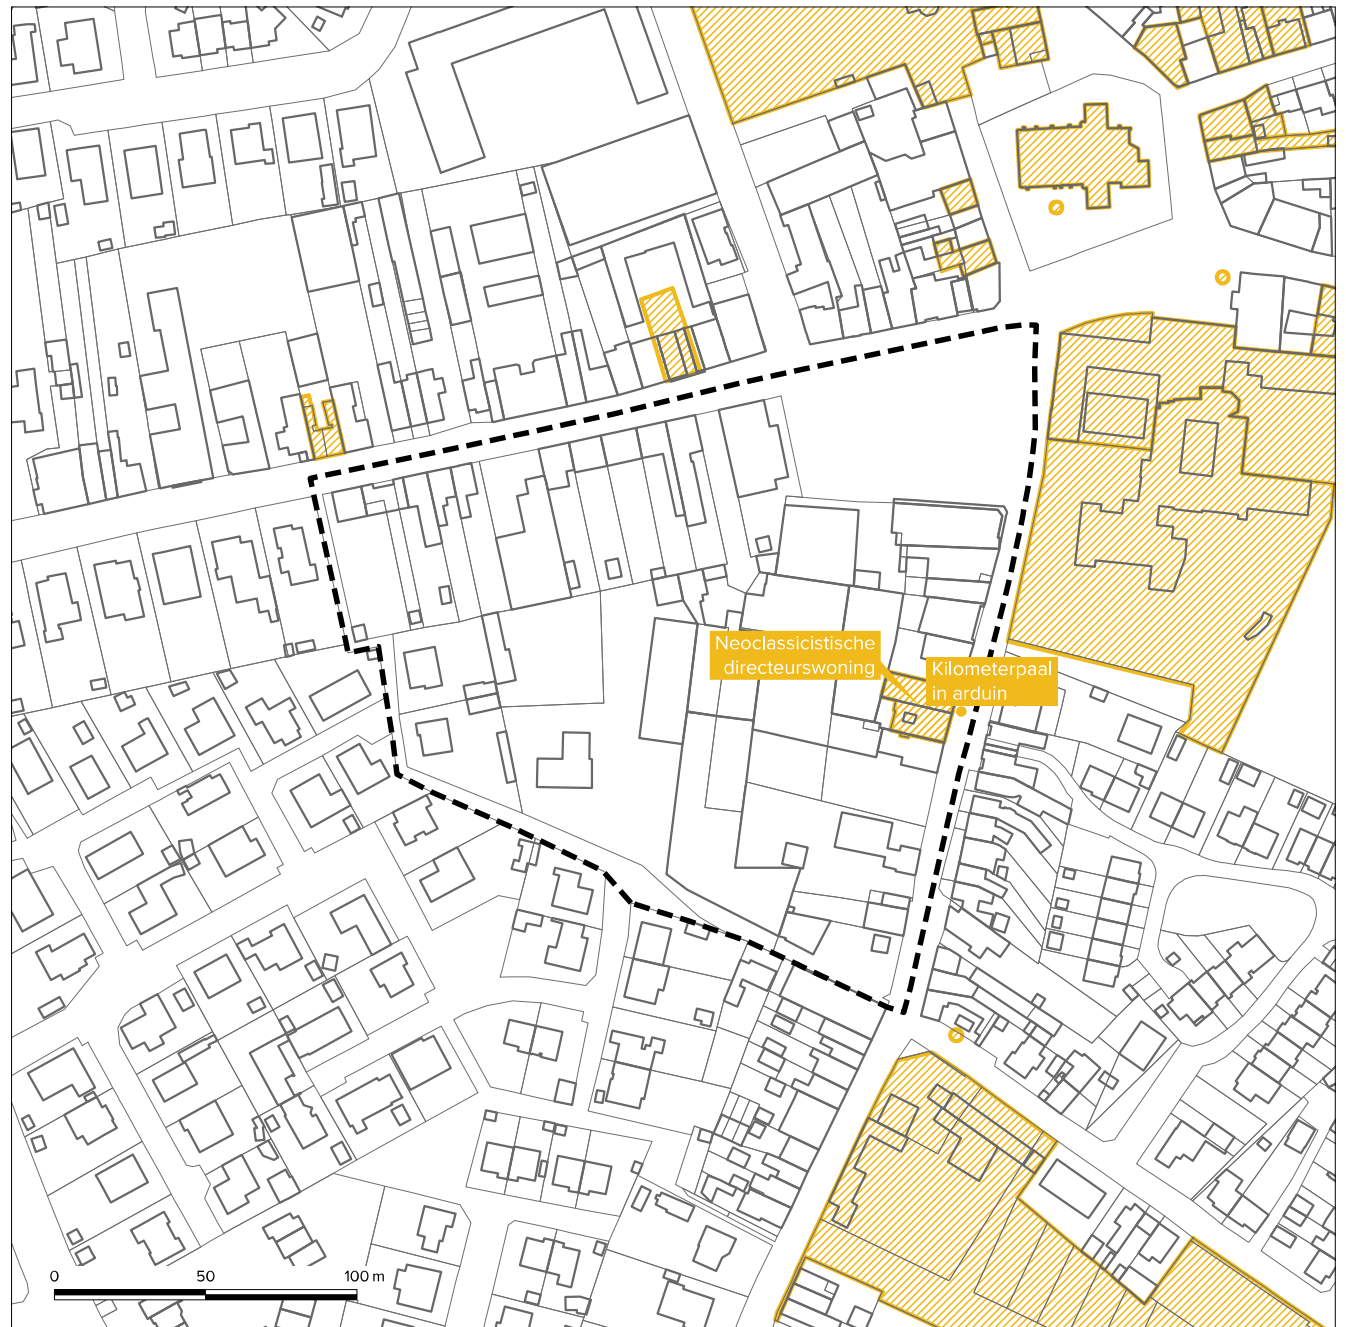 Neoclassicistische
directeurswoning
Kilometerpaal
in arduin
0 50 100 m